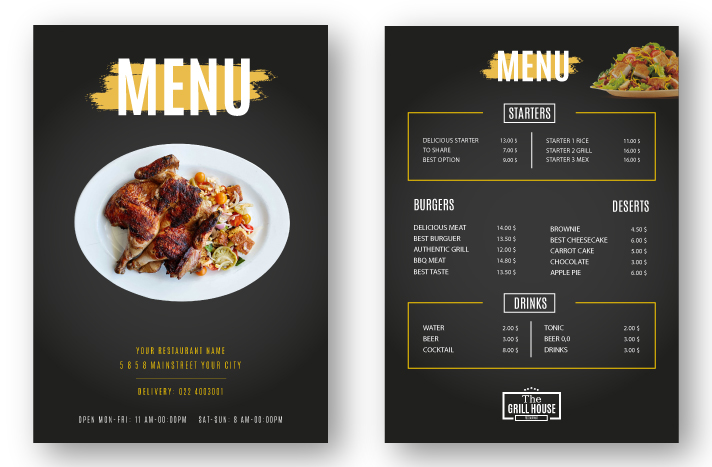 MENU
YOUR RESTAURANT NAME
5858 MAINSTREET YOUR CITY
DELIVERY: 022 4003001
OPEN MON-FRI: 11 AM-00:00PM SAT-SUN: 8 AM-00:00PM
MENU
STARTERS
DELICIOUS STARTER 13.00 $
TO SHARE 7.00 $
BEST OPTION 9.00 $
STARTER 1 RICE 11.00 $
STARTER 2 GRILL 16.00 $
STARTER 3 MEX 16.00 $
BURGERS
DELICIOUS MEAT 14.00 $
BEST BURGUER 13.50 $
AUTHENTIC GRILL 12.00 $
BBQ MEAT 14.80 $
BEST TASTE 13.50 $
DESERTS
BROWNIE 4.50 $
BEST CHEESECAKE 6.00 $
CARROT CAKE 5.00 $
CHOCOLATE 3.00 $
APPLE PIE 6.00 $
DRINKS
WATER 2.00 $
BEER 3.00 $
COCKTAIL 8.00 $
TONIC 2.00 $
BEER 0,0 3.00 $
DRINKS 3.00 $
The
GRILL HOUSE